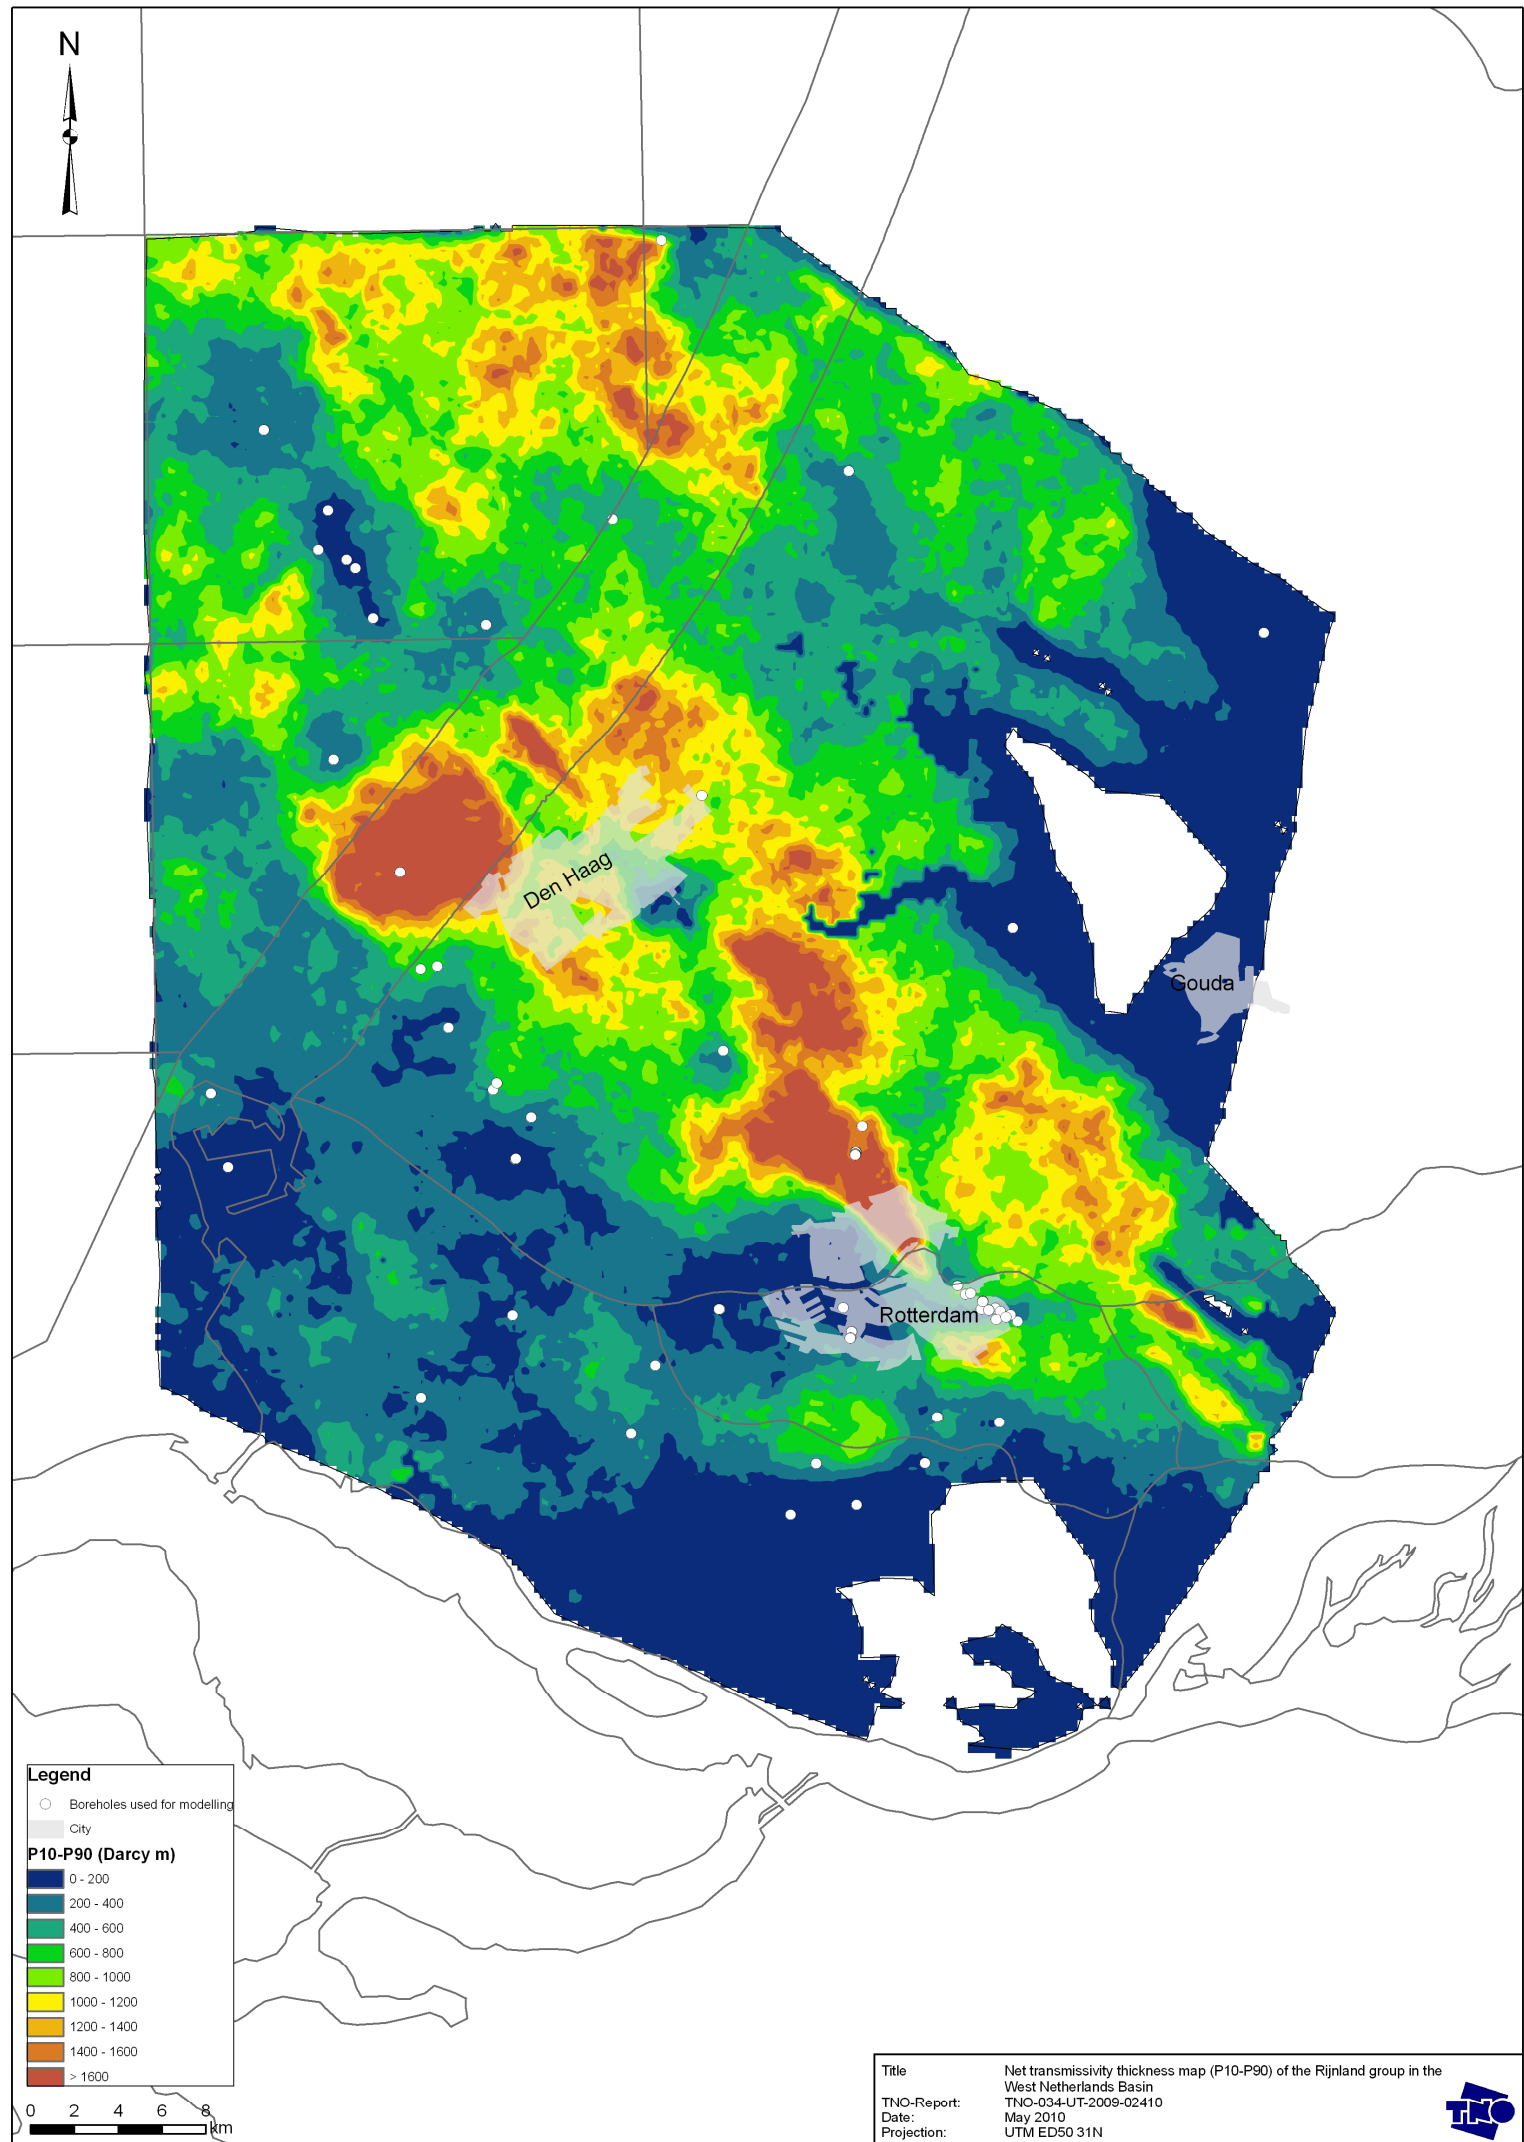 N
Den Haag
Gouda
Rotterdam
Legend
Boreholes used for modelling
City
P10-P90 (Darcy m)
0 - 200
200 - 400
400 - 600
600 - 800
800 - 1000
1000 - 1200
1200 - 1400
1400 - 1600
> 1600
0 2 4 6 8 km
Title Net transmissivity thickness map (P10-P90) of the Rijnland group in the
West Netherlands Basin
TNO-Report: TNO-034-UT-2009-02410
Date: May 2010
Projection: UTM ED50 31N
TNO